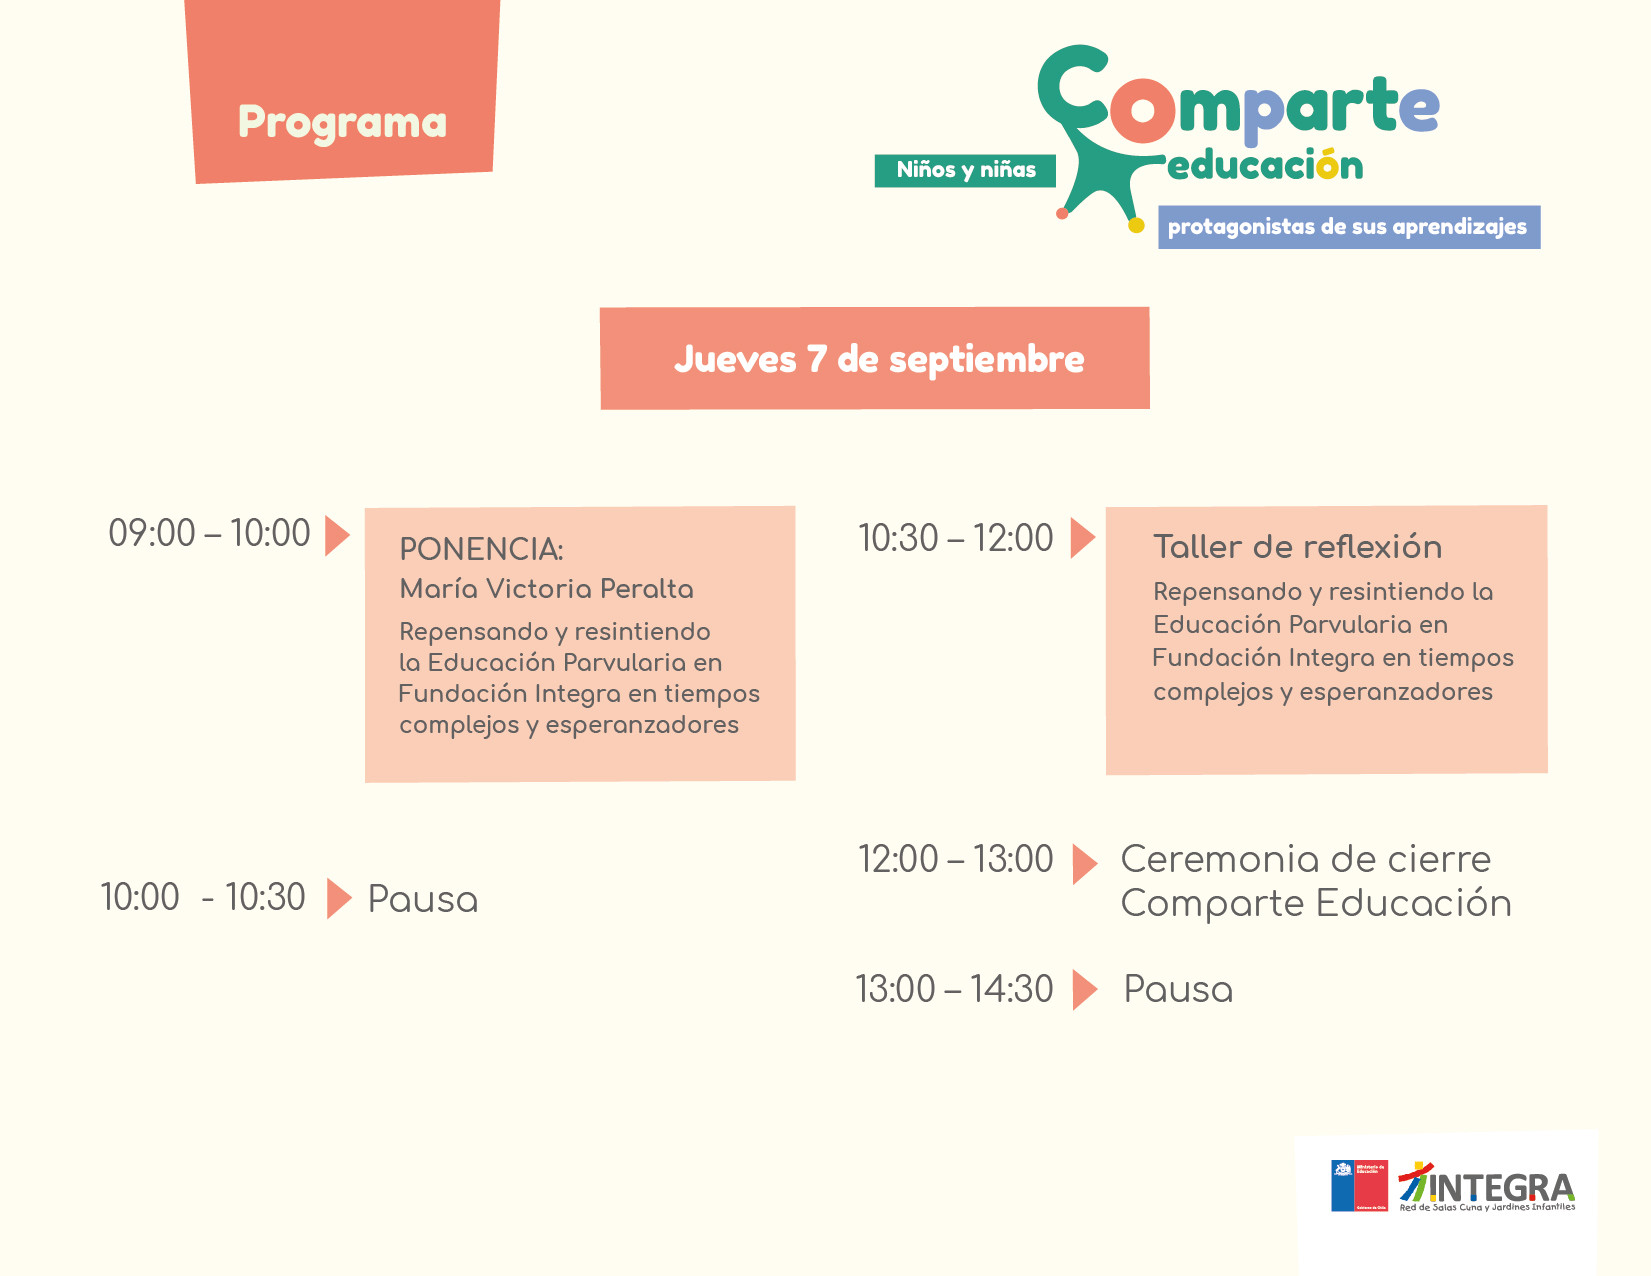 Programa
Comparte
educación
Niños y niñas
protagonistas de sus aprendizajes
Jueves 7 de septiembre
09:00 – 10:00
PONENCIA:
María Victoria Peralta
Repensando y resintiendo
la Educación Parvularia en
Fundación Integra en tiempos
complejos y esperanzadores
10:00 - 10:30
Pausa
10:30 – 12:00
Taller de reflexión
Repensando y resintiendo la
Educación Parvularia en
Fundación Integra en tiempos
complejos y esperanzadores
12:00 – 13:00
Ceremonia de cierre
Comparte Educación
13:00 – 14:30
Pausa
Ministerio de
Educación
Gobierno de Chile
INTEGRA
Red de Salas Cuna y Jardines Infantiles